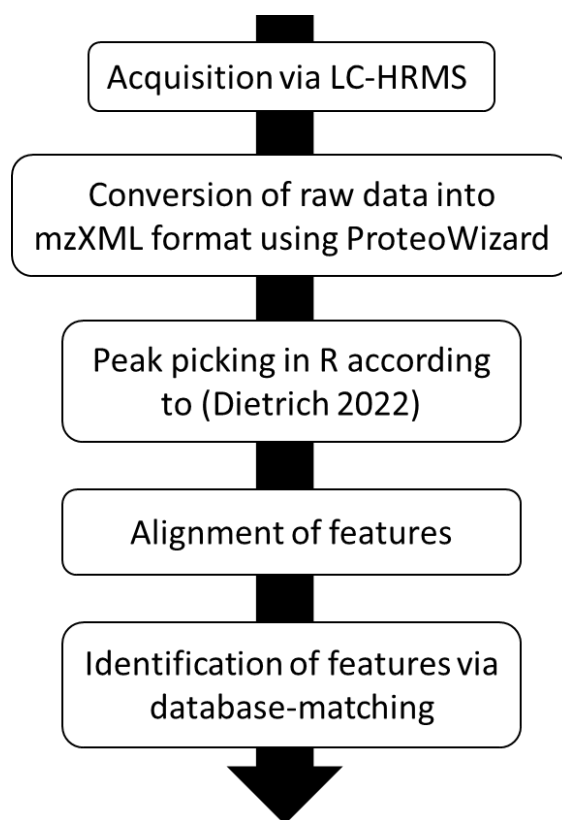 Acquisition via LC-HRMS
Conversion of raw data into
mzXML format using ProteoWizard
Peak picking in R according
to (Dietrich 2022)
Alignment of features
Identification of features via
database-matching